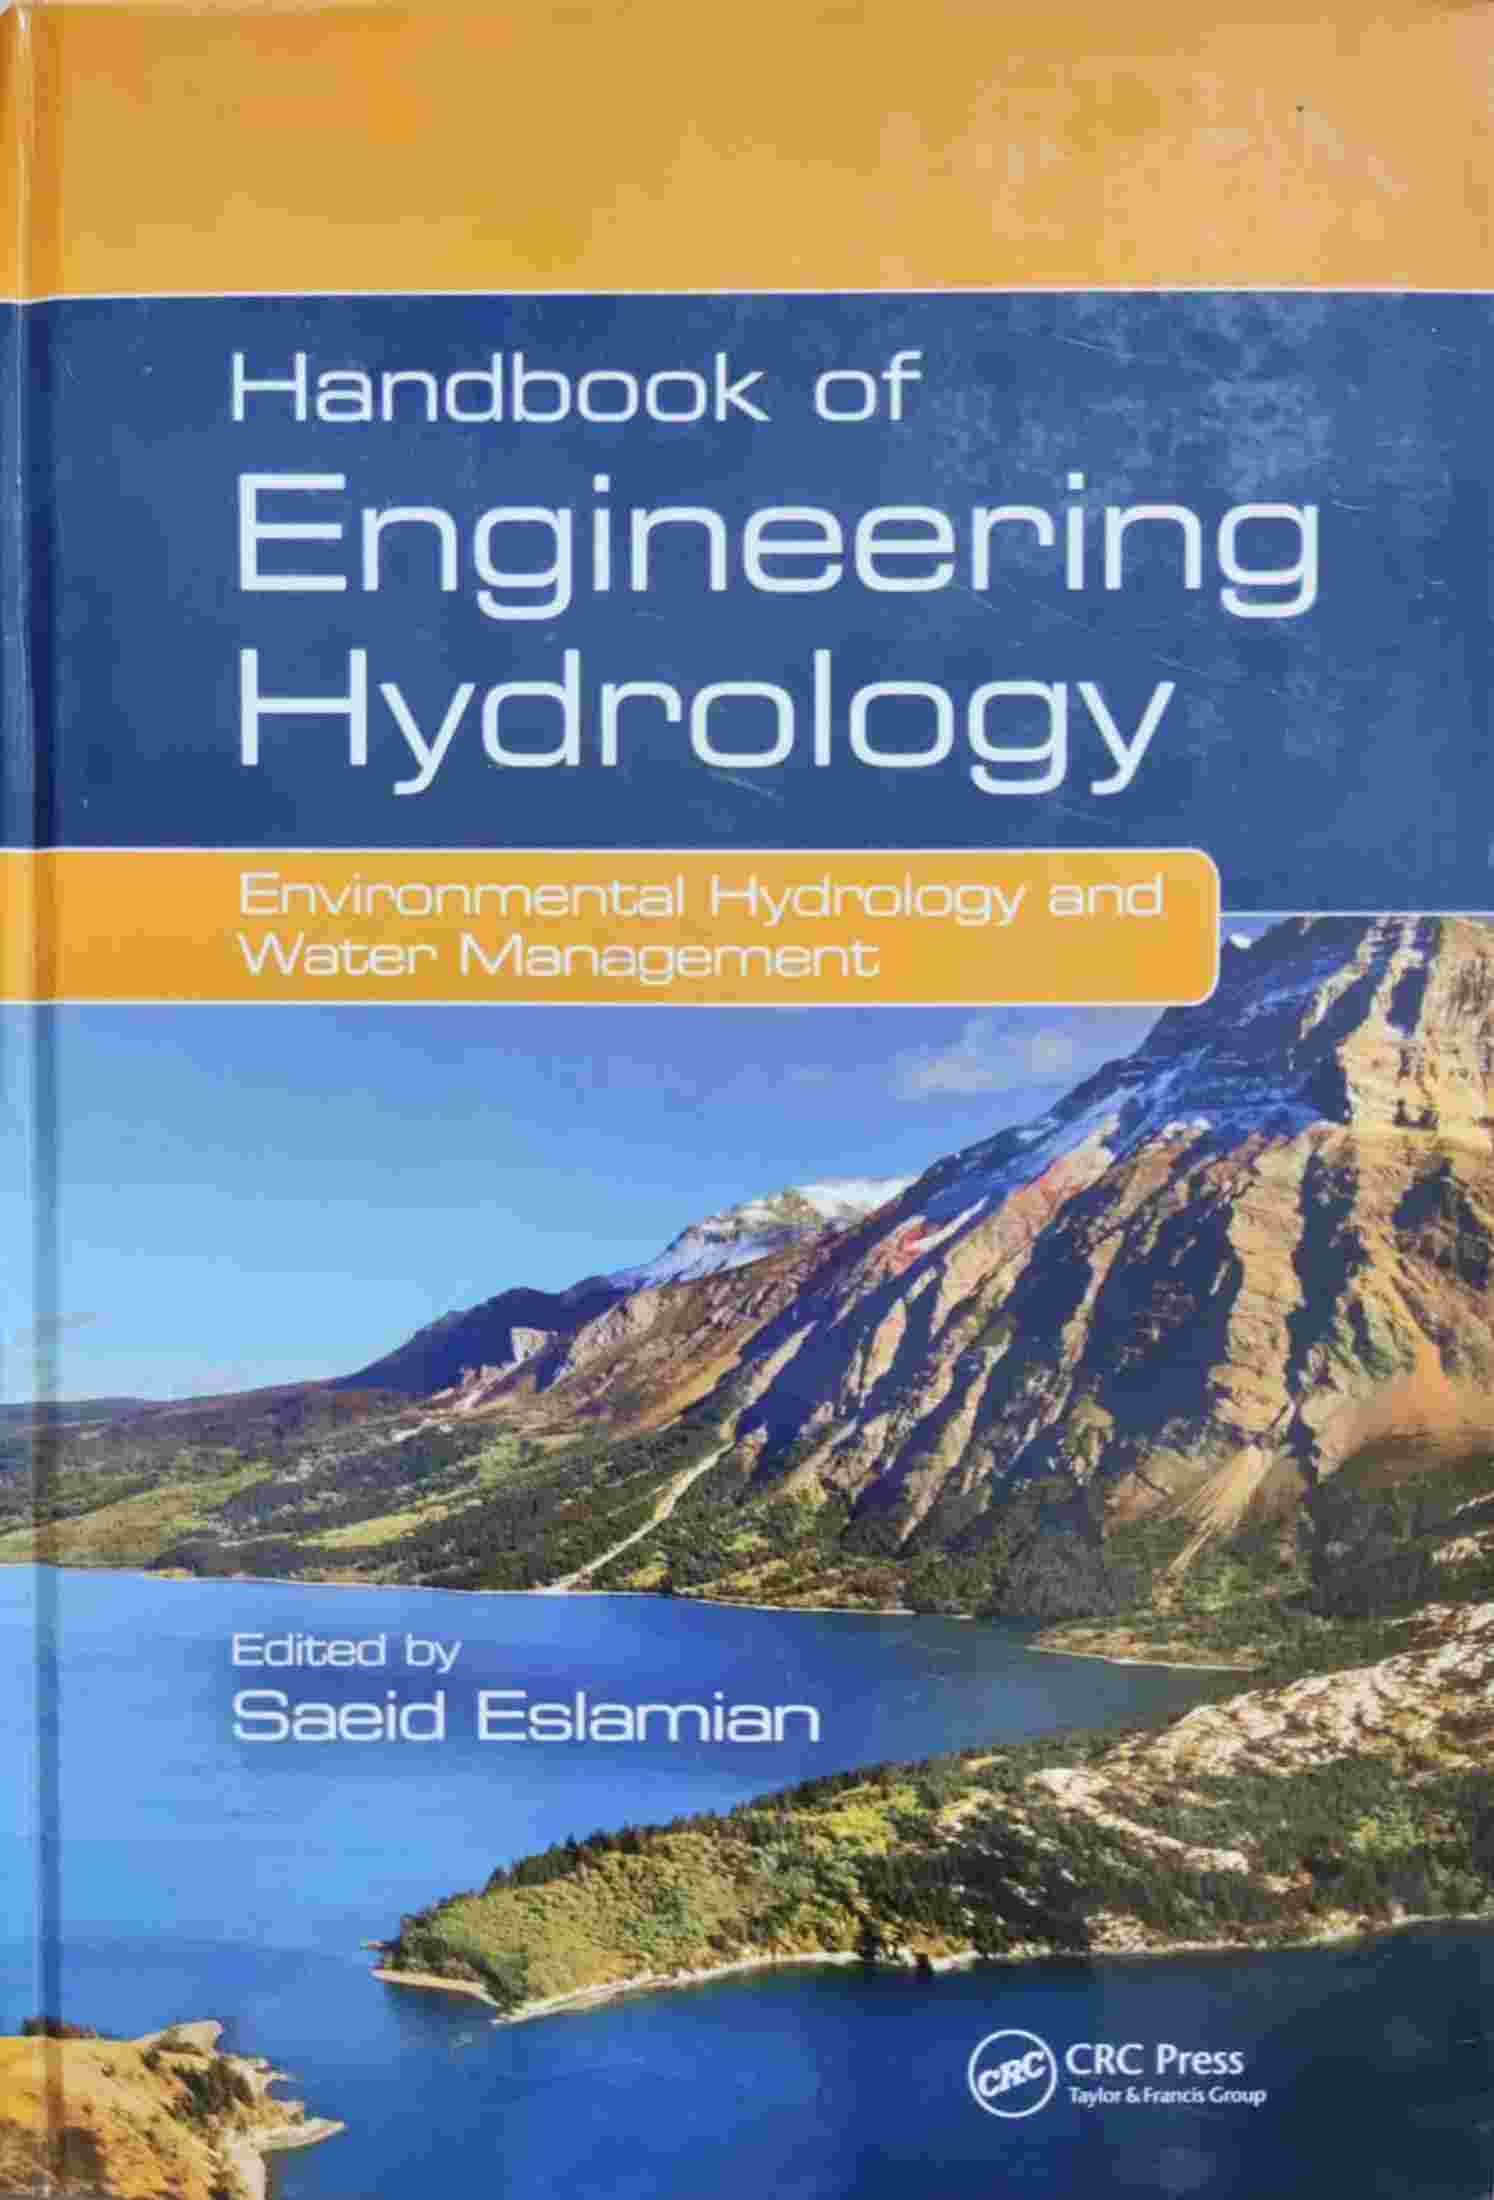 Handbook of
Engineering
Hydrology
Environmental Hydrology and
Water Management
Edited by
Saeid Eslamian
CRC
CRC Press
Taylor & Francis Group